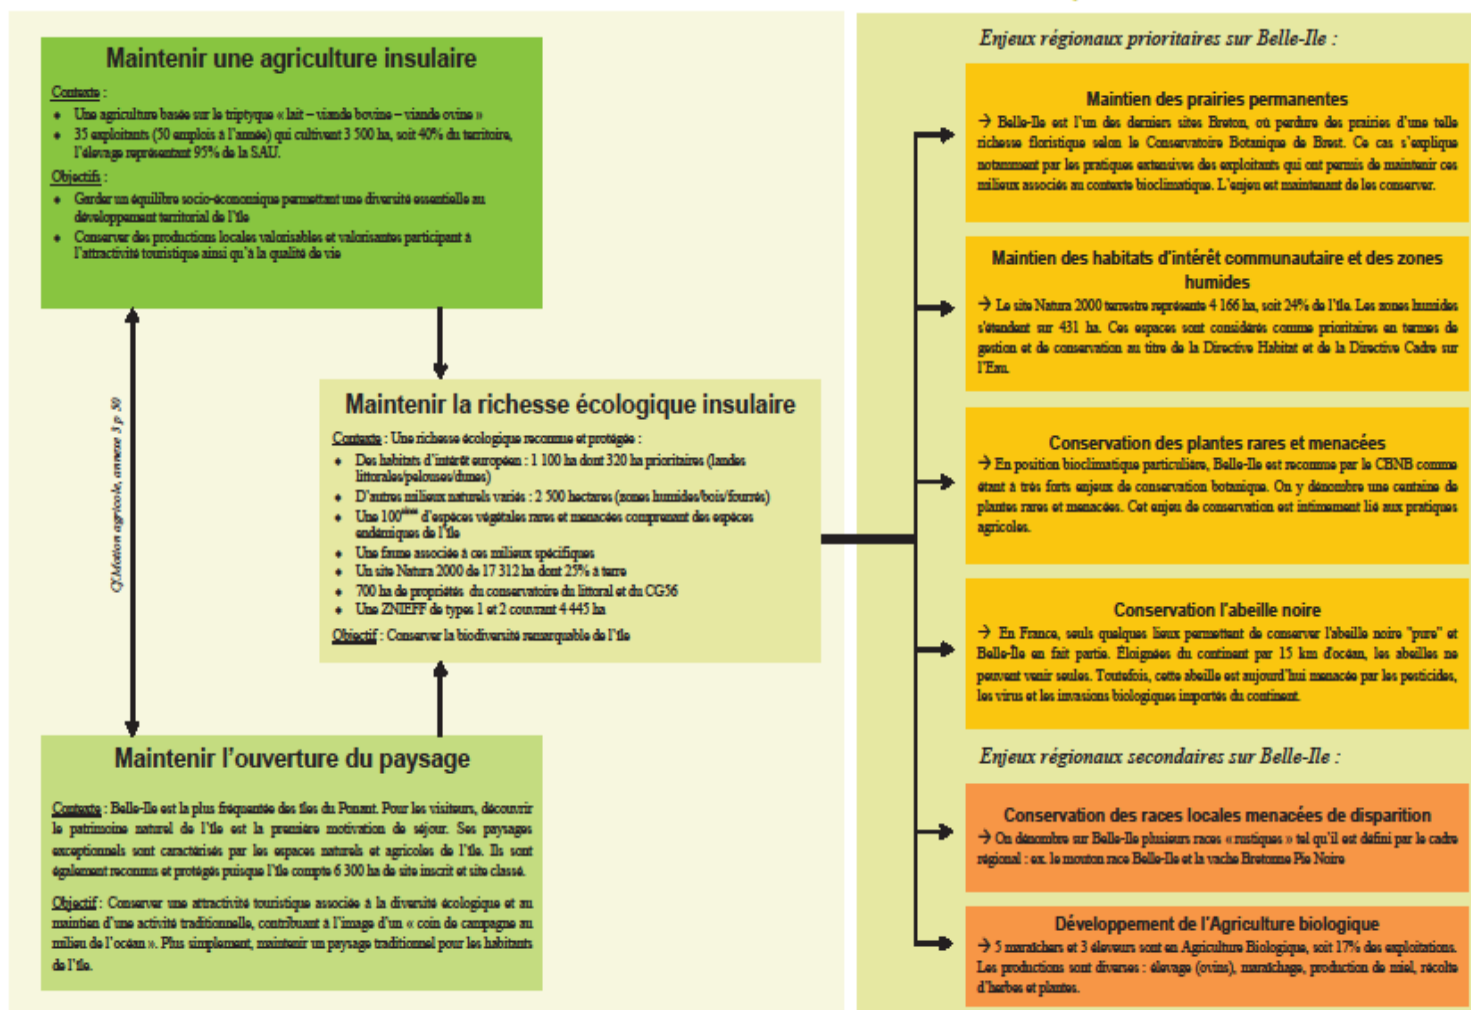 Maintenir une agriculture insulaire
Contexte :
♦ Une agriculture basée sur le triptyque « lait – viande bovine – viande ovine »
♦ 35 exploitants (50 emplois à l'année) qui cultivent 3 500 ha, soit 40% du territoire,
l'élevage représentant 95% de la SAU.
Objectifs :
♦ Garder un équilibre socio-économique permettant une diversité essentielle au
développement territorial de l'île
♦ Conserver des productions locales valorisables et valorisantes participant à
l'attractivité touristique ainsi qu'à la qualité de vie
Cf.Motion agricole, annexe 3 p 50
Maintenir la richesse écologique insulaire
Contexte : Une richesse écologique reconnue et protégée :
♦ Des habitats d'intérêt européen : 1 100 ha dont 320 ha prioritaires (landes
littorales/pelouses/dunes)
♦ D'autres milieux naturels variés : 2 500 hectares (zones humides/bois/fourrés)
♦ Une 100aine d'espèces végétales rares et menacées comprenant des espèces
endémiques de l'île
♦ Une faune associée à ces milieux spécifiques
♦ Un site Natura 2000 de 17 312 ha dont 25% à terre
♦ 700 ha de propriétés du conservatoire du littoral et du CG56
♦ Une ZNIEFF de types 1 et 2 couvrant 4 445 ha
Objectif : Conserver la biodiversité remarquable de l'île
Maintenir l'ouverture du paysage
Contexte : Belle-Ile est la plus fréquentée des îles du Ponant. Pour les visiteurs, découvrir
le patrimoine naturel de l'île est la première motivation de séjour. Ses paysages
exceptionnels sont caractérisés par les espaces naturels et agricoles de l'île. Ils sont
également reconnus et protégés puisque l'île compte 6 300 ha de site inscrit et site classé.
Objectif : Conserver une attractivité touristique associée à la diversité écologique et au
maintien d'une activité traditionnelle, contribuant à l'image d'un « coin de campagne au
milieu de l'océan ». Plus simplement, maintenir un paysage traditionnel pour les habitants
de l'île.
Enjeux régionaux prioritaires sur Belle-Ile :
Maintien des prairies permanentes
→ Belle-Ile est l'un des derniers sites Breton, où perdure des prairies d'une telle
richesse floristique selon le Conservatoire Botanique de Brest. Ce cas s'explique
notamment par les pratiques extensives des exploitants qui ont permis de maintenir ces
milieux associés au contexte bioclimatique. L'enjeu est maintenant de les conserver.
Maintien des habitats d'intérêt communautaire et des zones
humides
→ Le site Natura 2000 terrestre représente 4 166 ha, soit 24% de l'île. Les zones humides
s'étendent sur 431 ha. Ces espaces sont considérés comme prioritaires en termes de
gestion et de conservation au titre de la Directive Habitat et de la Directive Cadre sur
l'Eau.
Conservation des plantes rares et menacées
→ En position bioclimatique particulière, Belle-Ile est reconnue par le CBNB comme
étant à très forts enjeux de conservation botanique. On y dénombre une centaine de
plantes rares et menacées. Cet enjeu de conservation est intimement lié aux pratiques
agricoles.
Conservation l'abeille noire
→ En France, seuls quelques lieux permettent de conserver l'abeille noire "pure" et
Belle-Île en fait partie. Éloignées du continent par 15 km d'océan, les abeilles ne
peuvent venir seules. Toutefois, cette abeille est aujourd'hui menacée par les pesticides,
les virus et les invasions biologiques importés du continent.
Enjeux régionaux secondaires sur Belle-Ile :
Conservation des races locales menacées de disparition
→ On dénombre sur Belle-Ile plusieurs races « rustiques » tel qu'il est défini par le cadre
régional : ex. le mouton race Belle-Ile et la vache Bretonne Pie Noire
Développement de l'Agriculture biologique
→ 5 maraîchers et 3 éleveurs sont en Agriculture Biologique, soit 17% des exploitations.
Les productions sont diverses : élevage (ovins), maraîchage, production de miel, récolte
d'herbes et plantes.